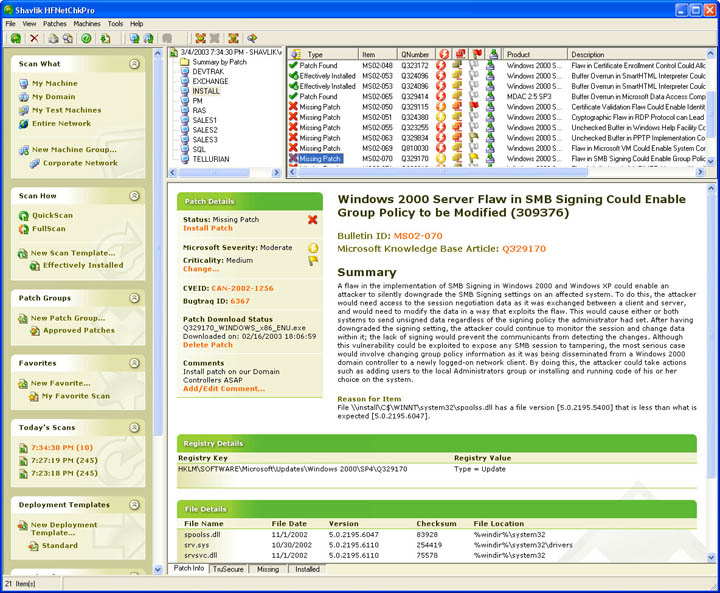 Shavlik HFNetChkPro
File View Patches Machines Tools Help
Scan What
My Machine
My Domain
My Test Machines
Entire Network
New Machine Group...
Corporate Network
Scan How
QuickScan
FullScan
New Scan Template...
Effectively Installed
Patch Groups
New Patch Group...
Approved Patches
Favorites
New Favorite...
My Favorite Scan
Today's Scans
7:34:30 PM (10)
7:27:19 PM (245)
7:23:18 PM (245)
Deployment Templates
New Deployment
Template...
Standard
3/4/2003 7:34:30 PM - SHAVLIK\
Summary by Patch
DEVTRAK
EXCHANGE
INSTALL
PM
RAS
SALES1
SALES2
SALES3
SQL
TELLURIAN
Type Item QNumber Product Description
Patch Found MS02-048 Q323172 Windows 2000 S... Flaw in Certificate Enrollment Control Could Allo
Effectively Installed MS02-053 Q324096 Windows 2000 S... Buffer Overrun in SmartHTML Interpreter Could
Effectively Installed MS02-053 Q324096 Windows 2000 S... Buffer Overrun in SmartHTML Interpreter Could
Patch Found MS02-065 Q329414 MDAC 2.5 SP3 Buffer Overrun in Microsoft Data Access Comp
Missing Patch MS02-050 Q329115 Windows 2000 S... Certificate Validation Flaw Could Enable Identit
Missing Patch MS02-051 Q324380 Windows 2000 S... Cryptographic Flaw in RDP Protocol can Lead
Missing Patch MS02-055 Q323255 Windows 2000 S... Unchecked Buffer in Windows Help Facility Co
Missing Patch MS02-063 Q329834 Windows 2000 S... Unchecked Buffer in PPTP Implementation Co
Missing Patch MS02-069 Q810030 Windows 2000 S... Flaw in Microsoft VM Could Enable System Co
Missing Patch MS02-070 Q329170 Windows 2000 S... Flaw in SMB Signing Could Enable Group Polic
Patch Details
Status: Missing Patch
Install Patch
Microsoft Severity: Moderate
Criticality: Medium
Change...
CVEID: CAN-2002-1256
Bugtraq ID: 6367
Patch Download Status
Q329170_WINDOWS_x86_ENU.exe
Downloaded on: 02/16/2003 18:06:59
Delete Patch
Comments
Install patch on our Domain
Controllers ASAP
Add/Edit Comment...
Windows 2000 Server Flaw in SMB Signing Could Enable
Group Policy to be Modified (309376)
Bulletin ID: MS02-070
Microsoft Knowledge Base Article: Q329170
Summary
A flaw in the implementation of SMB Signing in Windows 2000 and Windows XP could enable an
attacker to silently downgrade the SMB Signing settings on an affected system. To do this, the attacker
would need access to the session negotiation data as it was exchanged between a client and server,
and would need to modify the data in a way that exploits the flaw. This would cause either or both
systems to send unsigned data regardless of the signing policy the administrator had set. After having
downgraded the signing setting, the attacker could continue to monitor the session and change data
within it; the lack of signing would prevent the communicants from detecting the changes. Although
this vulnerability could be exploited to expose any SMB session to tampering, the most serious case
would involve changing group policy information as it was being disseminated from a Windows 2000
domain controller to a newly logged-on network client. By doing this, the attacker could take actions
such as adding users to the local Administrators group or installing and running code of his or her
choice on the system.
Reason for Item
File \\install\C$\WINNT\system32\spoolss.dll has a file version [5.0.2195.5400] that is less than what is
expected [5.0.2195.6047].
Registry Details
Registry Key Registry Value
HKLM\SOFTWARE\Microsoft\Updates\Windows 2000\SP4\Q329170 Type = Update
File Details
File Name File Date Version Checksum File Location
spoolss.dll 11/1/2002 5.0.2195.6047 83928 %windir%\system32
srv.sys 10/30/2002 5.0.2195.6110 254419 %windir%\system32\drivers
srvsvc.dll 11/1/2002 5.0.2195.6110 75578 %windir%\system32
Patch Info TruSecure Missing Installed
21 Item(s)